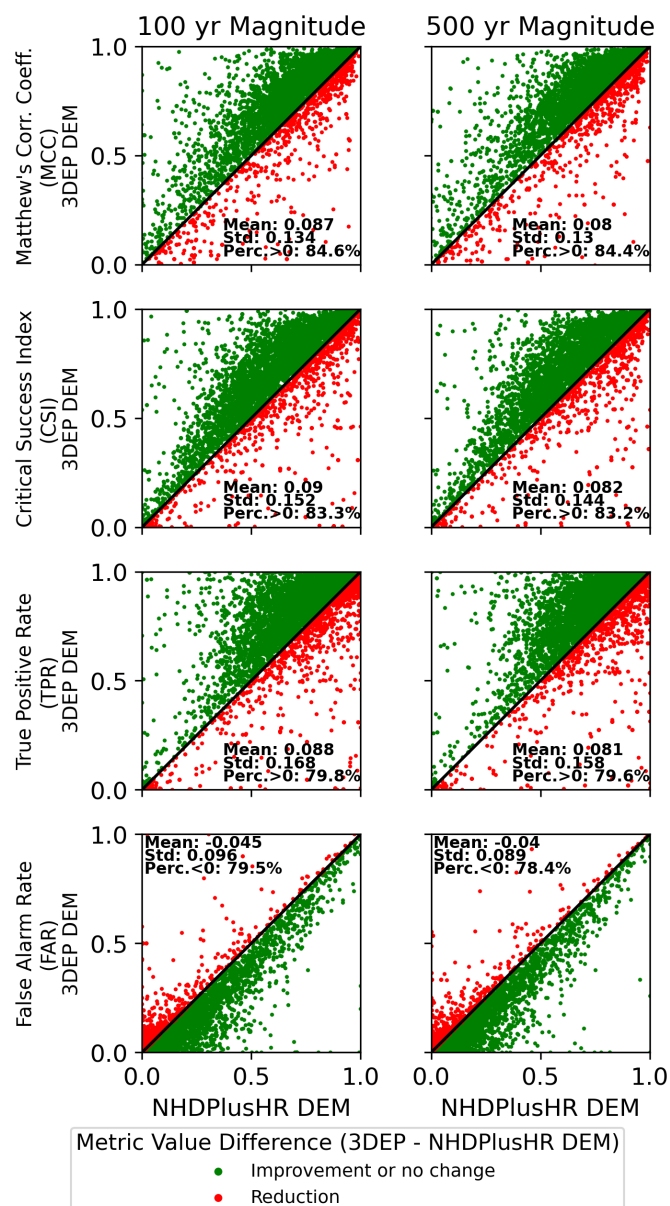 100 yr Magnitude
500 yr Magnitude
Matthew's Corr. Coeff.
(MCC)
3DEP DEM
1.0
0.5
0.0
Mean: 0.087
Std: 0.134
Perc.>0: 84.6%
Mean: 0.08
Std: 0.13
Perc.>0: 84.4%
Critical Success Index
(CSI)
3DEP DEM
1.0
0.5
0.0
Mean: 0.09
Std: 0.152
Perc.>0: 83.3%
Mean: 0.082
Std: 0.144
Perc.>0: 83.2%
True Positive Rate
(TPR)
3DEP DEM
1.0
0.5
0.0
Mean: 0.088
Std: 0.168
Perc.>0: 79.8%
Mean: 0.081
Std: 0.158
Perc.>0: 79.6%
False Alarm Rate
(FAR)
3DEP DEM
1.0
0.5
0.0
Mean: -0.045
Std: 0.096
Perc.<0: 79.5%
Mean: -0.04
Std: 0.089
Perc.<0: 78.4%
0.0 0.5 1.0
0.0 0.5 1.0
NHDPlusHR DEM
NHDPlusHR DEM
Metric Value Difference (3DEP - NHDPlusHR DEM)
Improvement or no change
Reduction